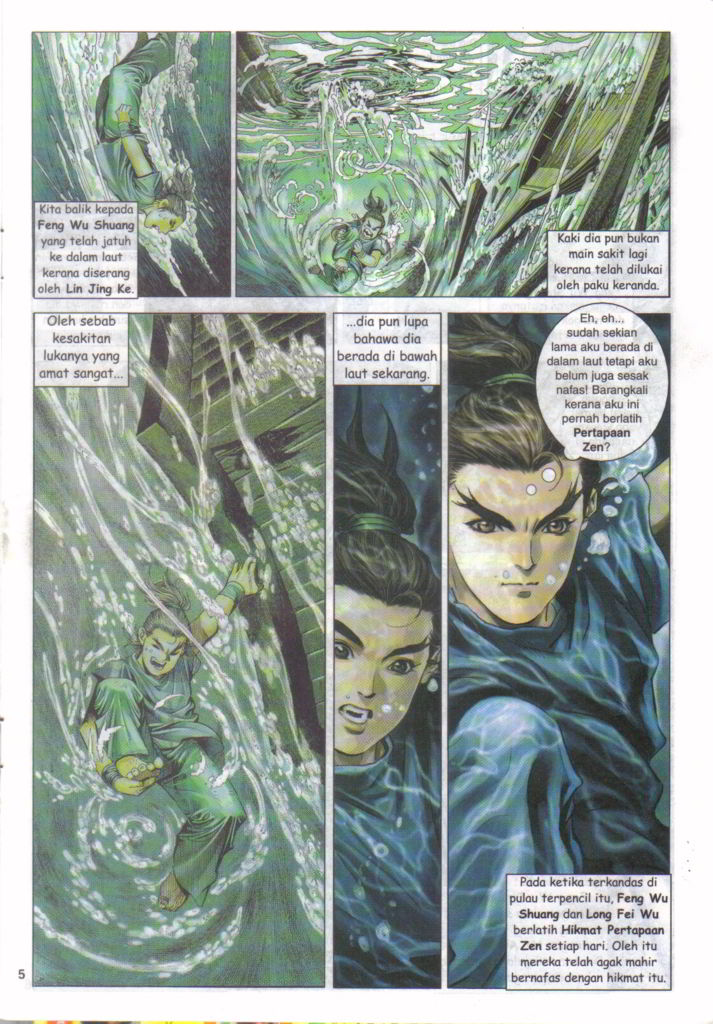 Kita balik kepada
Feng Wu Shuang
yang telah jatuh
ke dalam laut
kerana diserang
oleh Lin Jing Ke.
Kaki dia pun bukan
main sakit lagi
kerana telah dilukai
oleh paku keranda.
Oleh sebab
kesakitan
lukanya yang
amat sangat...
...dia pun lupa
bahawa dia
berada di bawah
laut sekarang.
Eh, eh...
sudah sekian
lama aku berada di
dalam laut tetapi aku
belum juga sesak
nafas! Barangkali
kerana aku ini
pernah berlatih
Pertapaan
Zen?
Pada ketika terkandas di
pulau terpencil itu, Feng Wu
Shuang dan Long Fei Wu
berlatih Hikmat Pertapaan
Zen setiap hari. Oleh itu
mereka telah agak mahir
bernafas dengan hikmat itu.
5